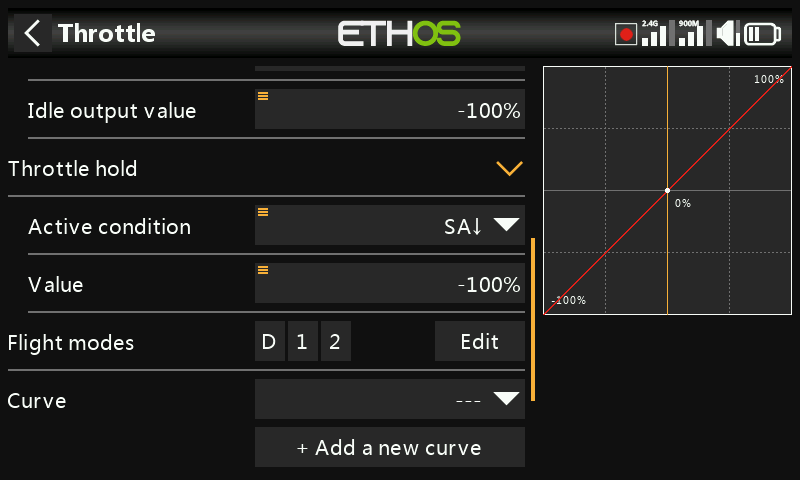 Throttle
ETHOS
2.4G 900M
Idle output value -100%
Throttle hold
Active condition SA↓
Value -100%
Flight modes D 1 2 Edit
Curve ---
+ Add a new curve
100%
0%
-100%